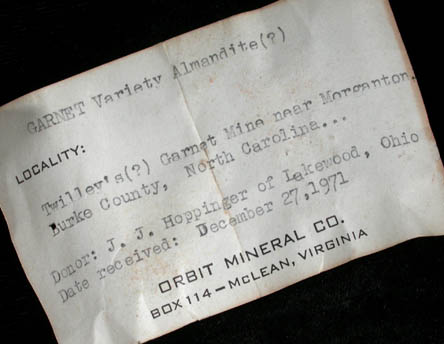 GARNET Variety Almandite(?)
LOCALITY:
Twilley's(?) Garnet Mine near Morganton,
Burke County, North Carolina...
Donor: J. J. Hoppinger of Lakewood, Ohio
Date received: December 27,1971
ORBIT MINERAL CO.
BOX 114 — McLEAN, VIRGINIA